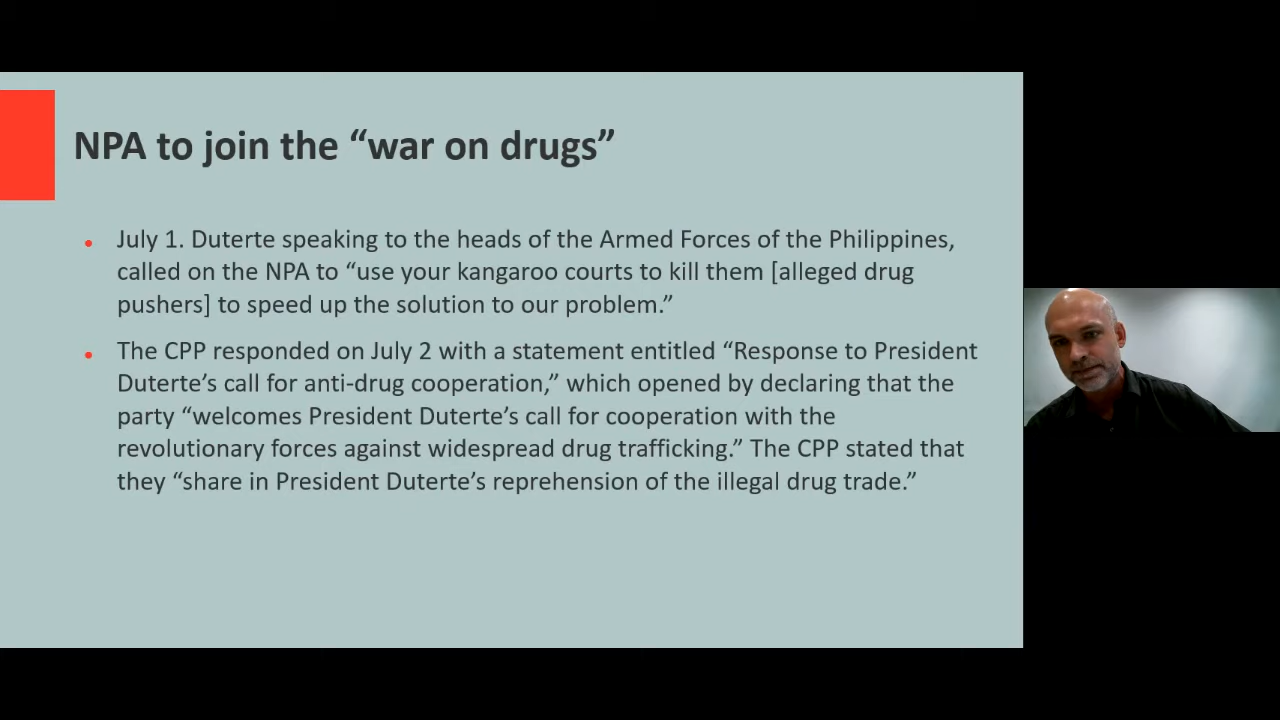 NPA to join the “war on drugs”
July 1. Duterte speaking to the heads of the Armed Forces of the Philippines,
called on the NPA to “use your kangaroo courts to kill them [alleged drug
pushers] to speed up the solution to our problem.”
The CPP responded on July 2 with a statement entitled “Response to President
Duterte’s call for anti-drug cooperation,” which opened by declaring that the
party “welcomes President Duterte’s call for cooperation with the
revolutionary forces against widespread drug trafficking.” The CPP stated that
they “share in President Duterte’s reprehension of the illegal drug trade.”